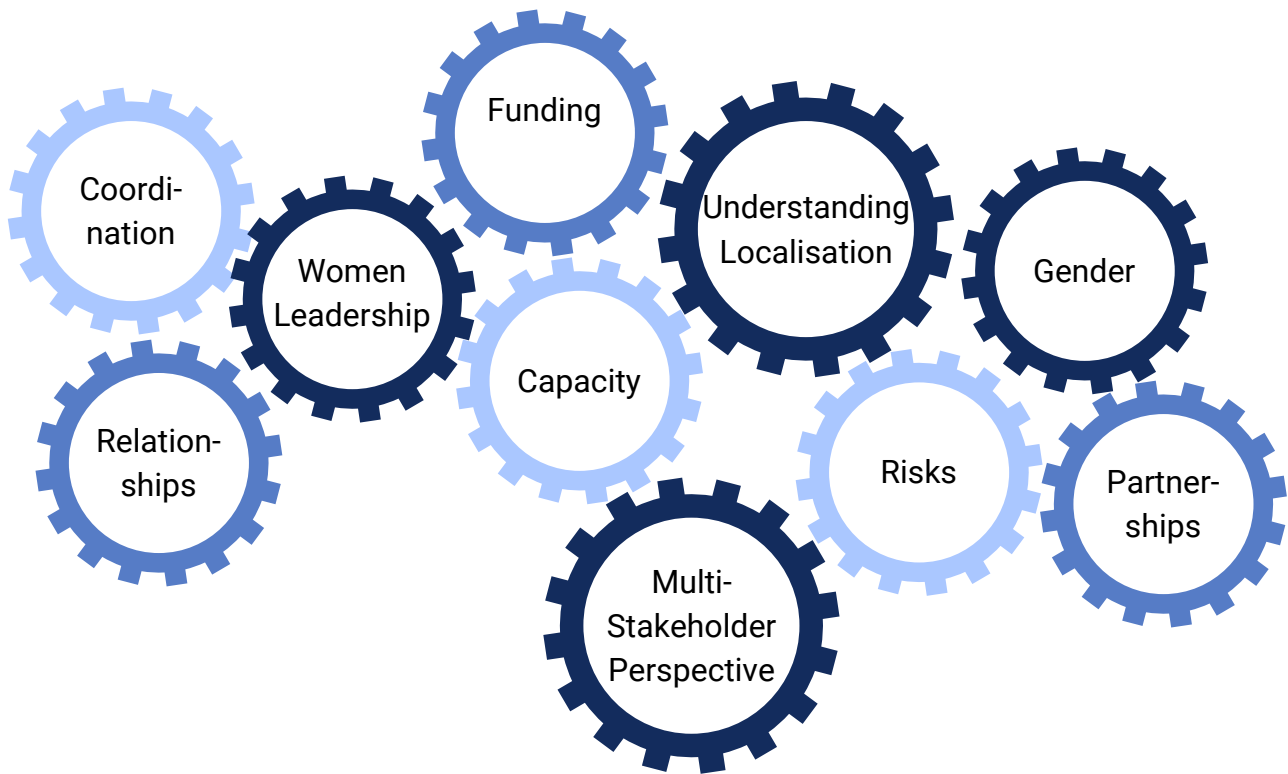 Funding
Coordi-
nation
Understanding
Localisation
Women
Leadership
Gender
Capacity
Relation-
ships
Risks
Partner-
ships
Multi-
Stakeholder
Perspective